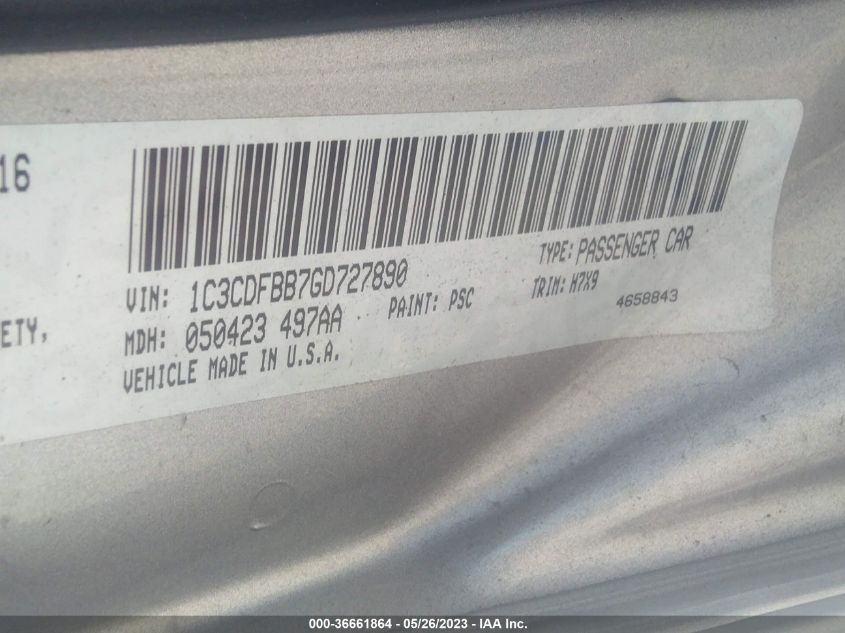 16
ETY,
VIN: 1C3CDFBB7GD727890
TYPE: PASSENGER CAR
MDH: 050423 497AA
PAINT: PSC
TRIM: H7X9
VEHICLE MADE IN U.S.A.
4658843
000-36661864 - 05/26/2023 - IAA Inc.